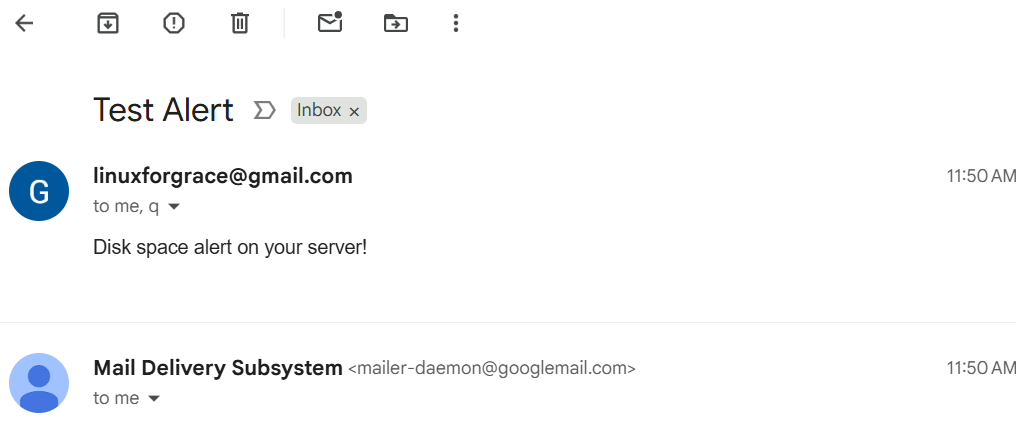 Test Alert Inbox ×
G linuxforgrace@gmail.com 11:50 AM
to me, q
Disk space alert on your server!
Mail Delivery Subsystem <mailer-daemon@googlemail.com> 11:50 AM
to me